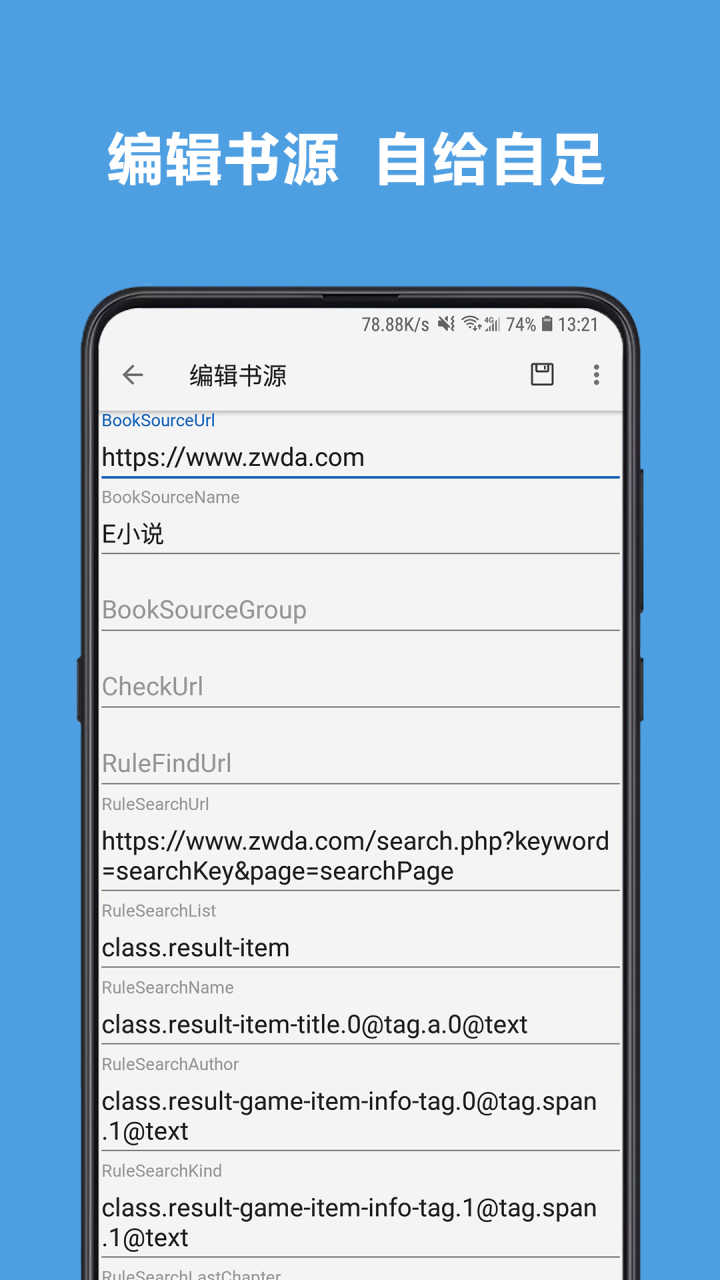 编辑书源 自给自足
78.88K/s 4G 74% 13:21
编辑书源
BookSourceUrl
https://www.zwda.com
BookSourceName
E小说
BookSourceGroup
CheckUrl
RuleFindUrl
RuleSearchUrl
https://www.zwda.com/search.php?keyword
=searchKey&page=searchPage
RuleSearchList
class.result-item
RuleSearchName
class.result-item-title.0@tag.a.0@text
RuleSearchAuthor
class.result-game-item-info-tag.0@tag.span
.1@text
RuleSearchKind
class.result-game-item-info-tag.1@tag.span
.1@text
RuleSearchLastChapter